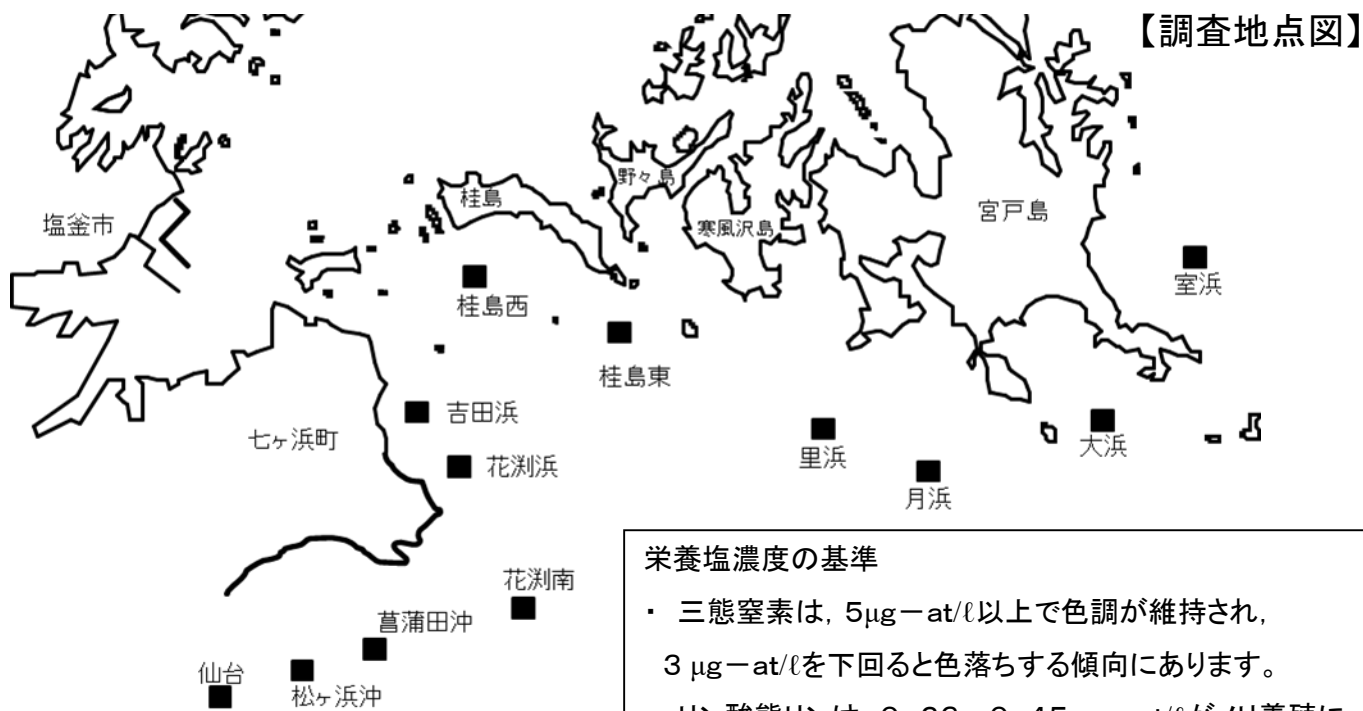 【調査地点図】
野々島
桂島
宮戸島
塩釜市
寒風沢島
室浜
桂島西
桂島東
吉田浜
七ヶ浜町
大浜
里浜
花渕浜
月浜
花渕南
菖蒲田沖
仙台
松ヶ浜沖
栄養塩濃度の基準
・ 三態窒素は,5μg-at/ℓ以上で色調が維持され,
3 μg-at/ℓを下回ると色落ちする傾向にあります。